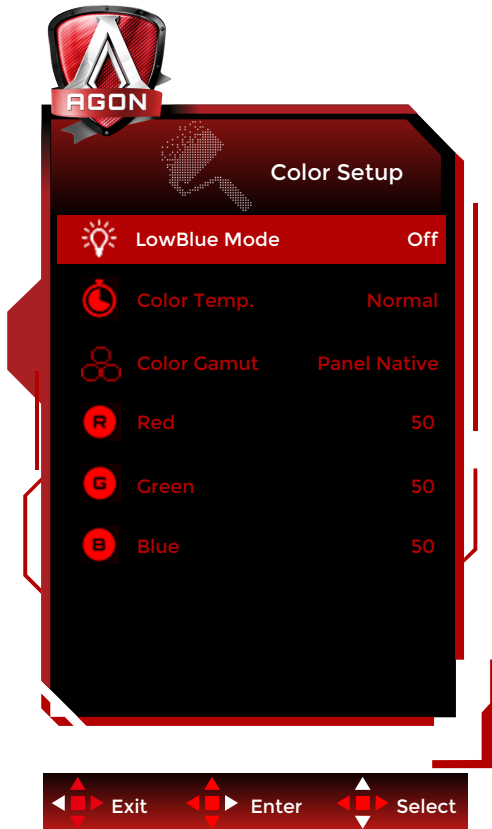 AGON
Color Setup
LowBlue Mode Off
Color Temp. Normal
Color Gamut Panel Native
R Red 50
G Green 50
B Blue 50
Exit Enter Select